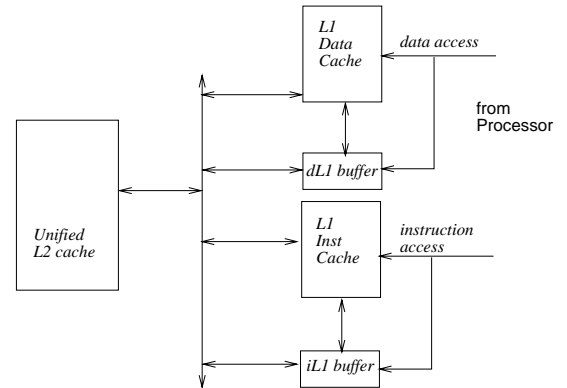 L1
Data
Cache
data access
from
Processor
dL1 buffer
Unified
L2 cache
L1
Inst
Cache
instruction
access
iL1 buffer